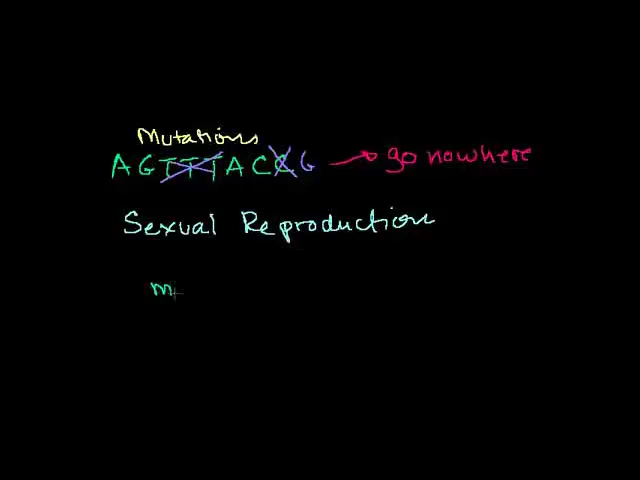 Mutations
AGTTTACCG → go nowhere
Sexual Reproduction
m